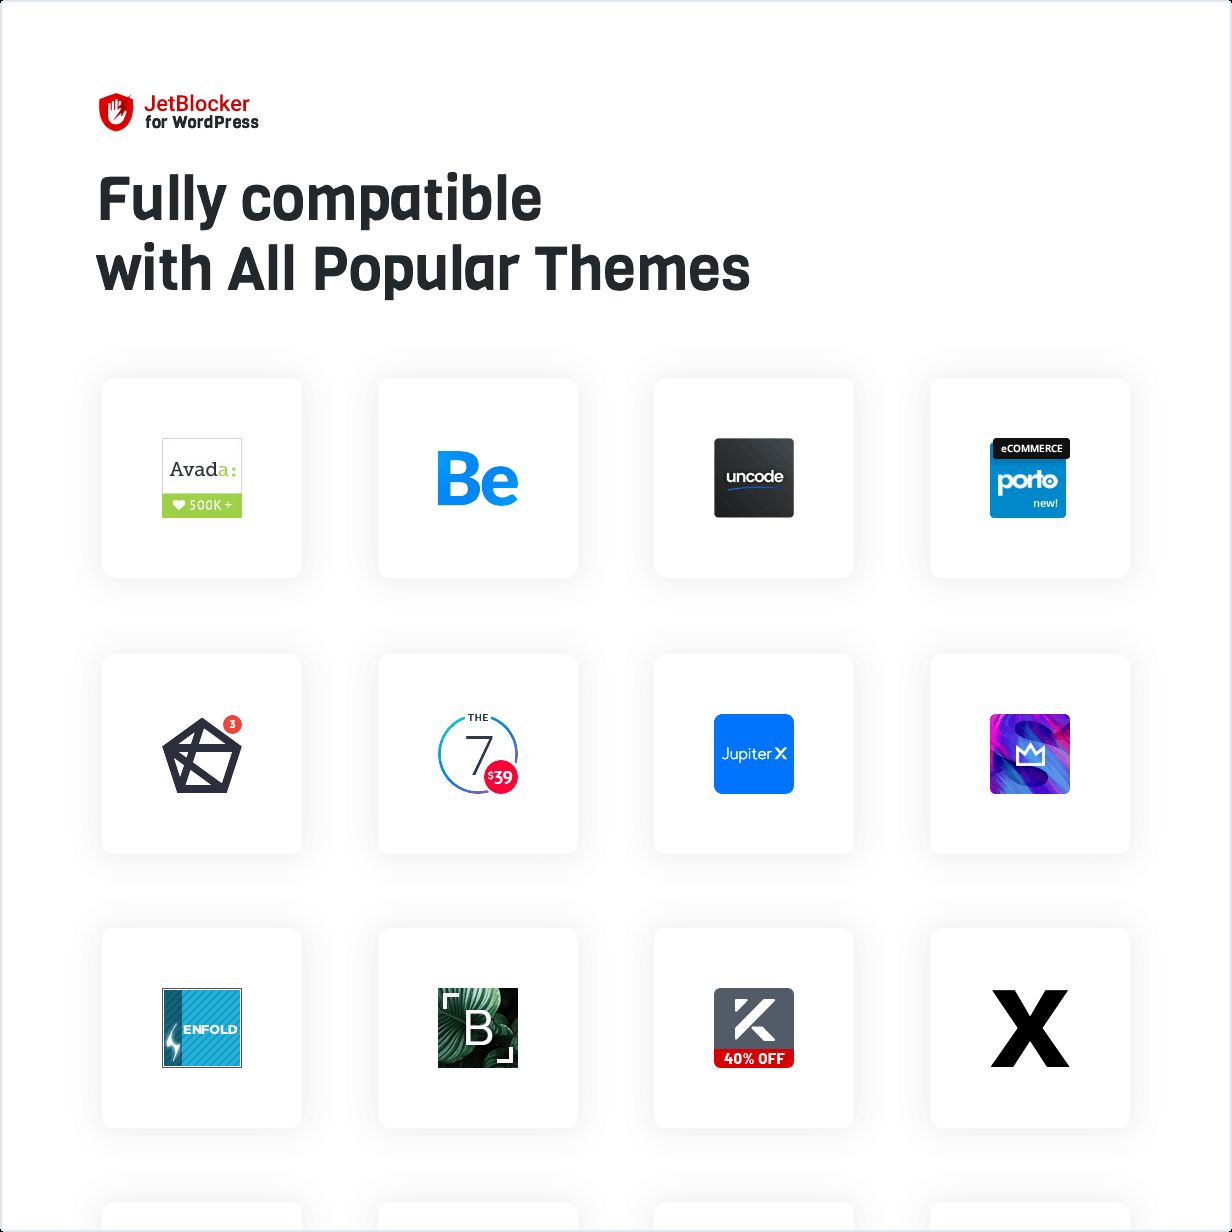 JetBlocker
for WordPress
Fully compatible
with All Popular Themes
Avada:
500K+
Be
uncode
eCOMMERCE
porto
new!
3
THE
7
$39
Jupiter X
S
ENFOLD
B
K
40% OFF
X